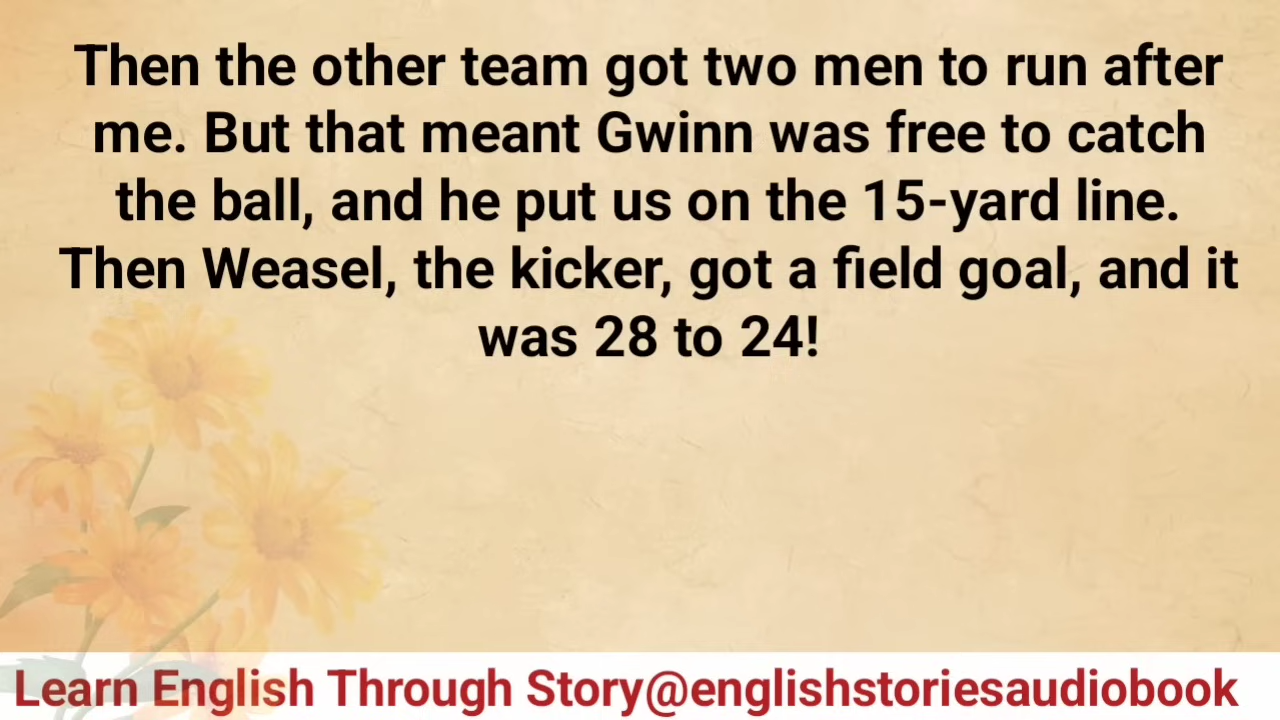 Then the other team got two men to run after
me. But that meant Gwinn was free to catch
the ball, and he put us on the 15-yard line.
Then Weasel, the kicker, got a field goal, and it
was 28 to 24!
Learn English Through Story@englishstoriesaudiobook